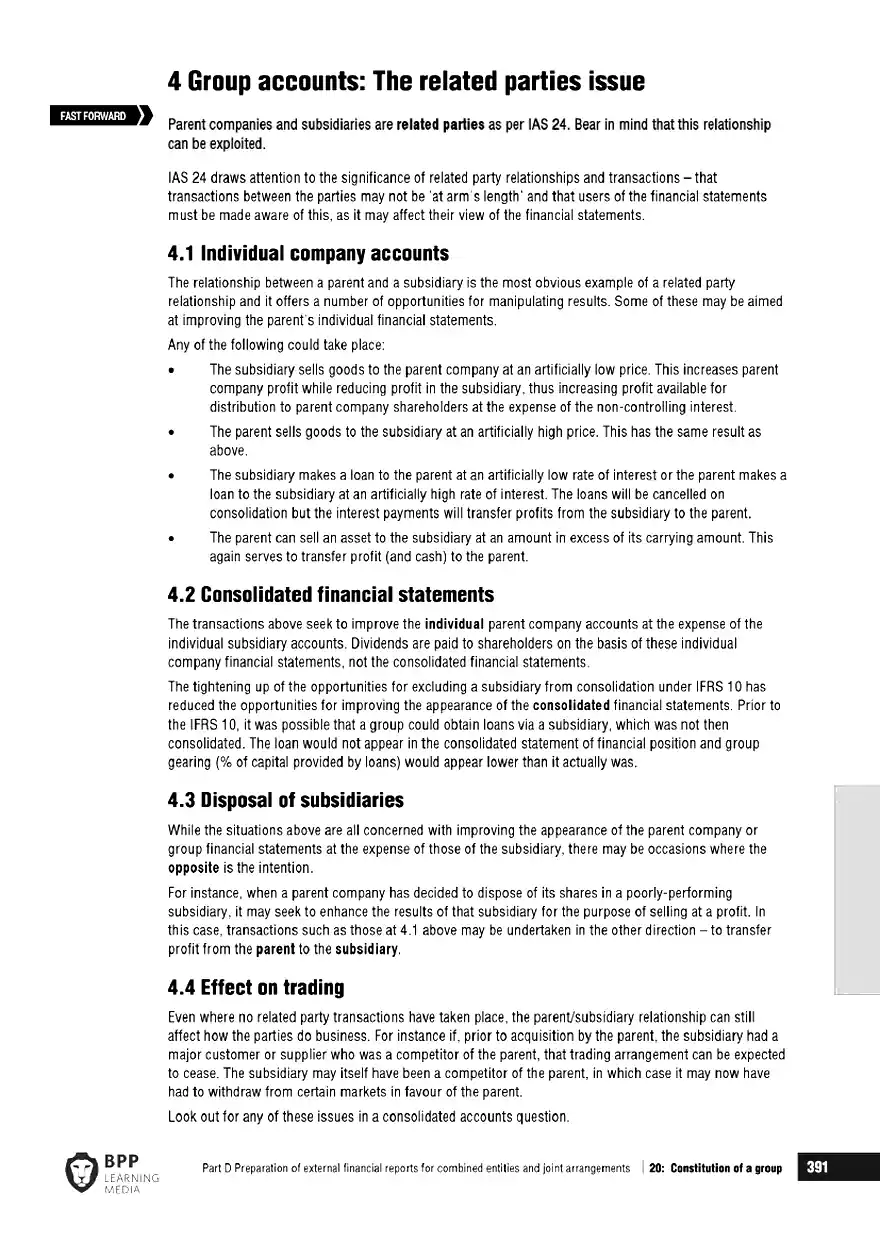 4 Group accounts: The related parties issue
FAST FORWARD
Parent companies and subsidiaries are related parties as per IAS 24. Bear in mind that this relationship
can be exploited.
IAS 24 draws attention to the significance of related party relationships and transactions – that
transactions between the parties may not be 'at arm's length' and that users of the financial statements
must be made aware of this, as it may affect their view of the financial statements.
4.1 Individual company accounts
The relationship between a parent and a subsidiary is the most obvious example of a related party
relationship and it offers a number of opportunities for manipulating results. Some of these may be aimed
at improving the parent's individual financial statements.
Any of the following could take place:
• The subsidiary sells goods to the parent company at an artificially low price. This increases parent
company profit while reducing profit in the subsidiary, thus increasing profit available for
distribution to parent company shareholders at the expense of the non-controlling interest.
• The parent sells goods to the subsidiary at an artificially high price. This has the same result as
above.
• The subsidiary makes a loan to the parent at an artificially low rate of interest or the parent makes a
loan to the subsidiary at an artificially high rate of interest. The loans will be cancelled on
consolidation but the interest payments will transfer profits from the subsidiary to the parent.
• The parent can sell an asset to the subsidiary at an amount in excess of its carrying amount. This
again serves to transfer profit (and cash) to the parent.
4.2 Consolidated financial statements
The transactions above seek to improve the individual parent company accounts at the expense of the
individual subsidiary accounts. Dividends are paid to shareholders on the basis of these individual
company financial statements, not the consolidated financial statements.
The tightening up of the opportunities for excluding a subsidiary from consolidation under IFRS 10 has
reduced the opportunities for improving the appearance of the consolidated financial statements. Prior to
the IFRS 10, it was possible that a group could obtain loans via a subsidiary, which was not then
consolidated. The loan would not appear in the consolidated statement of financial position and group
gearing (% of capital provided by loans) would appear lower than it actually was.
4.3 Disposal of subsidiaries
While the situations above are all concerned with improving the appearance of the parent company or
group financial statements at the expense of those of the subsidiary, there may be occasions where the
opposite is the intention.
For instance, when a parent company has decided to dispose of its shares in a poorly-performing
subsidiary, it may seek to enhance the results of that subsidiary for the purpose of selling at a profit. In
this case, transactions such as those at 4.1 above may be undertaken in the other direction – to transfer
profit from the parent to the subsidiary.
4.4 Effect on trading
Even where no related party transactions have taken place, the parent/subsidiary relationship can still
affect how the parties do business. For instance if, prior to acquisition by the parent, the subsidiary had a
major customer or supplier who was a competitor of the parent, that trading arrangement can be expected
to cease. The subsidiary may itself have been a competitor of the parent, in which case it may now have
had to withdraw from certain markets in favour of the parent.
Look out for any of these issues in a consolidated accounts question.
BPP
LEARNING
MEDIA
Part D Preparation of external financial reports for combined entities and joint arrangements | 20: Constitution of a group 391